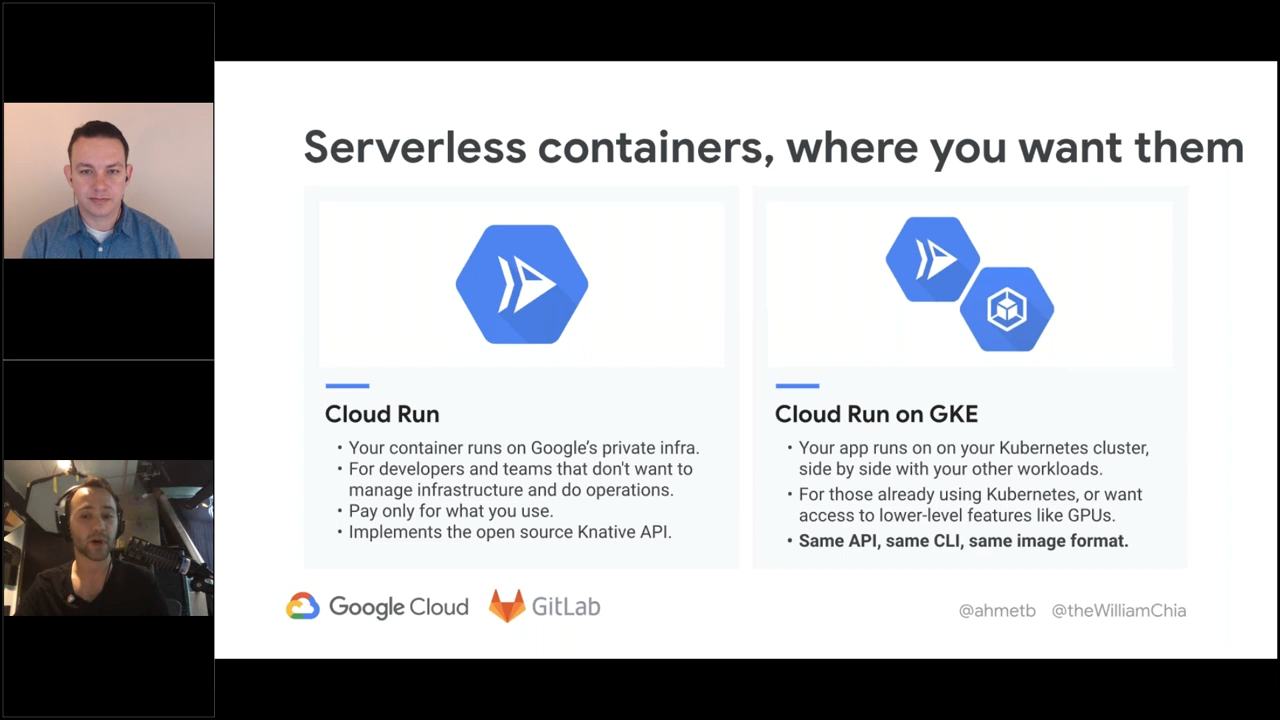 Serverless containers, where you want them
Cloud Run
• Your container runs on Google's private infra.
• For developers and teams that don't want to
manage infrastructure and do operations.
• Pay only for what you use.
• Implements the open source Knative API.
Cloud Run on GKE
• Your app runs on on your Kubernetes cluster,
side by side with your other workloads.
• For those already using Kubernetes, or want
access to lower-level features like GPUs.
• Same API, same CLI, same image format.
Google Cloud
GitLab
@ahmetb @theWilliamChia